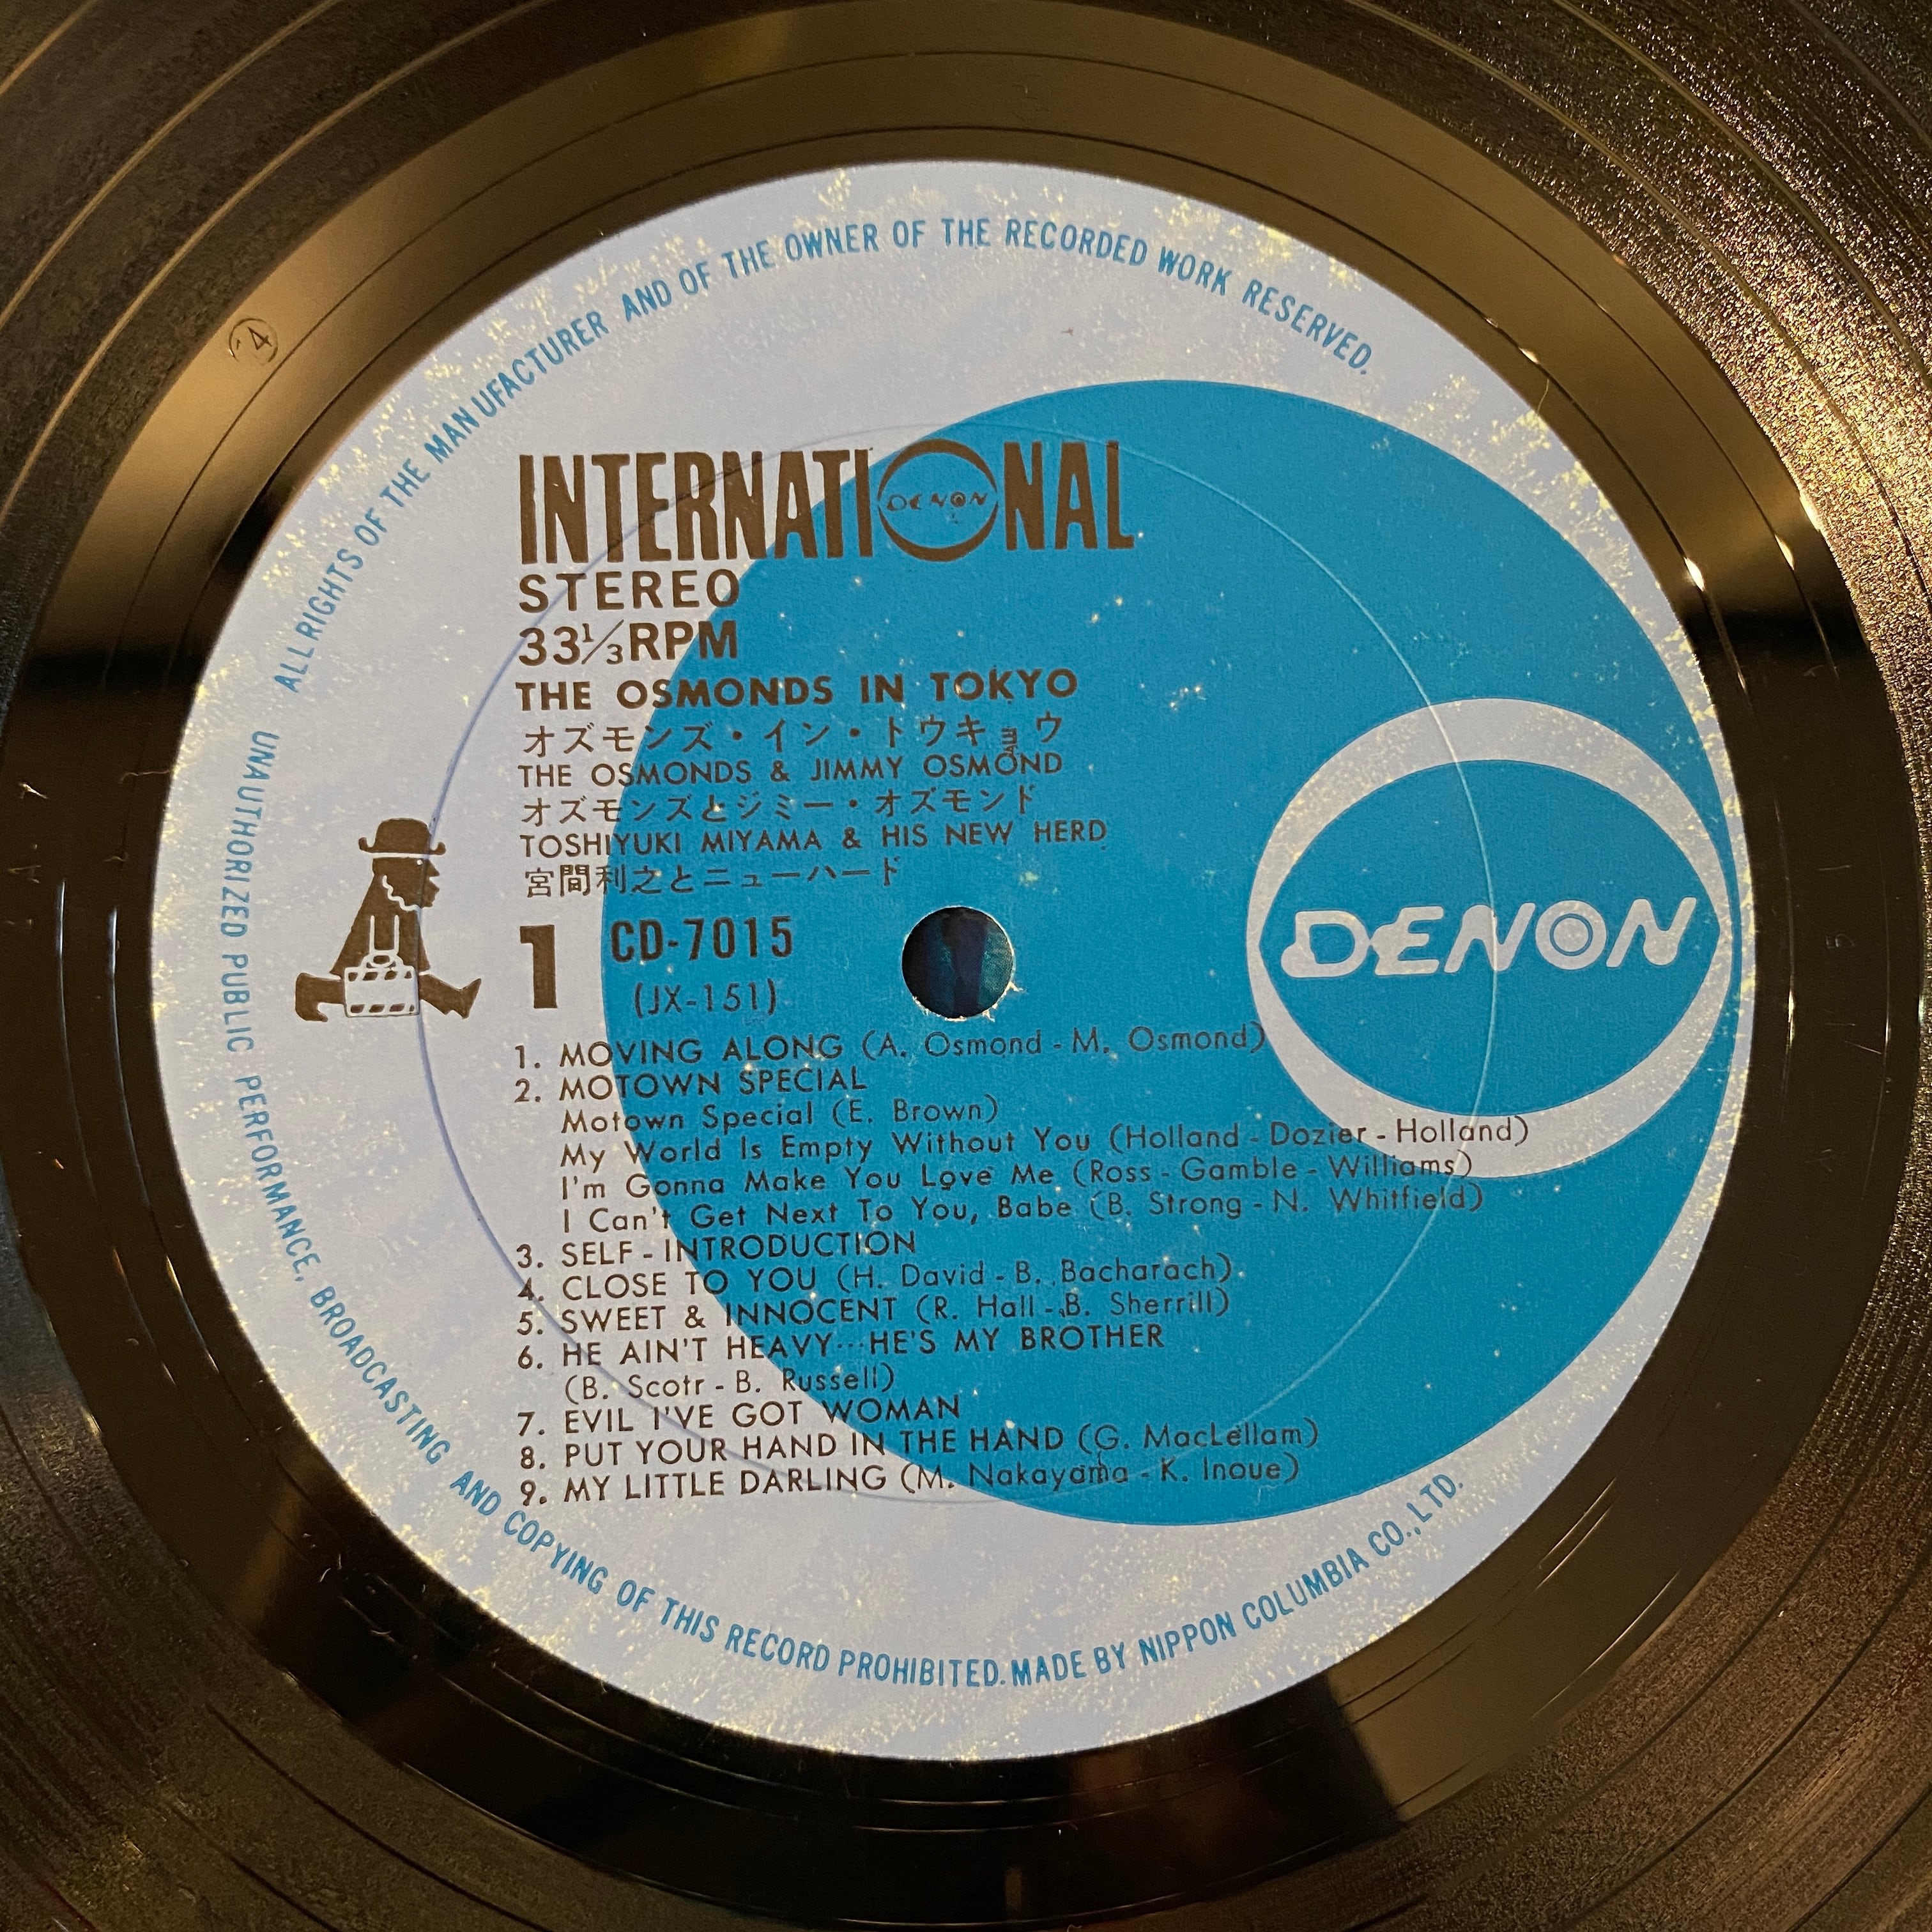 ALL RIGHTS OF THE MANUFACTURER AND OF THE OWNER OF THE RECORDED WORK RESERVED.
INTERNATIONAL
DENON
STEREO
33⅓RPM
THE OSMONDS IN TOKYO
オズモンズ・イン・トウキョウ
THE OSMONDS & JIMMY OSMOND
オズモンズとジミー・オズモンド
TOSHIYUKI MIYAMA & HIS NEW HERD
宮間利之とニューハード
1 CD-7015
(JX-151)
DENON
1. MOVING ALONG (A. Osmond - M. Osmond)
2. MOTOWN SPECIAL
Motown Special (E. Brown)
My World Is Empty Without You (Holland - Dozier - Holland)
I'm Gonna Make You Love Me (Ross - Gamble - Williams)
I Can't Get Next To You, Babe (B. Strong - N. Whitfield)
3. SELF - INTRODUCTION
4. CLOSE TO YOU (H. David - B. Bacharach)
5. SWEET & INNOCENT (R. Hall - B. Sherrill)
6. HE AIN'T HEAVY…HE'S MY BROTHER
(B. Scotr - B. Russell)
7. EVIL I'VE GOT WOMAN
8. PUT YOUR HAND IN THE HAND (G. MacLellam)
9. MY LITTLE DARLING (M. Nakayama - K. Inoue)
UNAUTHORIZED PUBLIC PERFORMANCE, BROADCASTING AND COPYING OF THIS RECORD PROHIBITED. MADE BY NIPPON COLUMBIA CO., LTD.
4